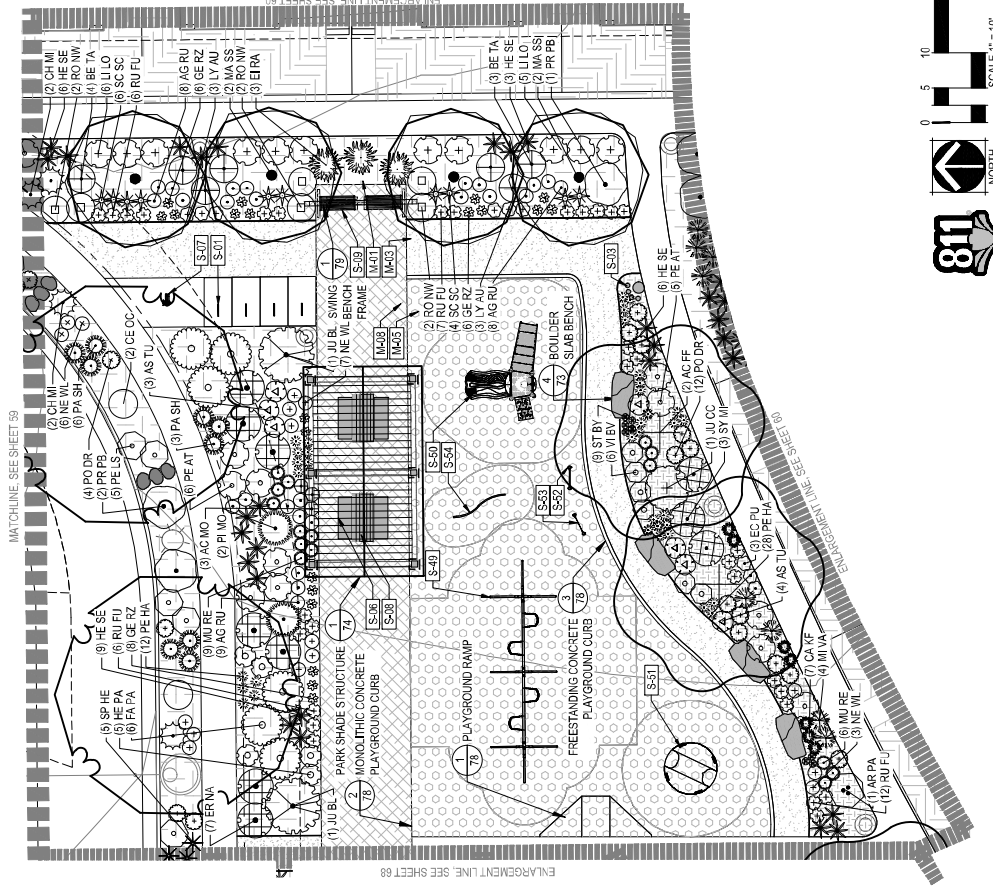 ENLARGEMENT LINE, SEE SHEET 60
MATCHLINE, SEE SHEET 59
(2) CH MI
(6) HE SE
(2) RO NW
(4) BE TA
(6) LI LO
(6) SC SC
(6) RU FU
(8) AG RU
(6) GE RZ
(3) LY AU
(2) MA SS
(2) RO NW
(3) EI RA
(3) BE TA
(3) HE SE
(5) LI LO
(2) MA SS
(1) PR PB
S-07
S-01
1
79
SWING
BENCH
FRAME
S-09
M-01
M-03
M-08
M-05
(2) RO NW
(7) RU FU
(4) SC SC
(6) GE RZ
(3) LY AU
(8) AG RU
S-03
(6) HE SE
(5) PE AT
(2) CH MI
(6) NE WL
(6) PA SH
(2) CE OC
(3) AS TU
(4) PO DR
(2) PR PB
(5) PE LS
(3) PA SH
(6) PE AT
(1) JU BL
(7) NE WL
(3) AC MO
(2) PI MO
4
73
BOULDER
SLAB BENCH
S-50
S-54
(9) ST BY
(6) VI BV
(2) AC FF
(12) PO DR
(1) JU CC
(3) SY MI
S-53
S-52
S-49
S-06
S-08
1
74
PARK SHADE STRUCTURE
2
78
MONOLITHIC CONCRETE
PLAYGROUND CURB
(9) HE SE
(6) RU FU
(8) GE RZ
(12) PE HA
(9) MU RE
(9) AG RU
(5) SP HE
(5) HE PA
(6) FA PA
(7) ER NA
(1) JU BL
1
78
PLAYGROUND RAMP
3
78
FREESTANDING CONCRETE
PLAYGROUND CURB
S-51
(3) EC PU
(28) PE HA
(4) AS TU
(7) CA KF
(4) MI VA
(6) MU RE
(3) NE WL
(1) AR PA
(12) RU FU
ENLARGEMENT LINE, SEE SHEET 60
ENLARGEMENT LINE, SEE SHEET 68
0
5
10
SCALE 1" = 10'
NORTH
811